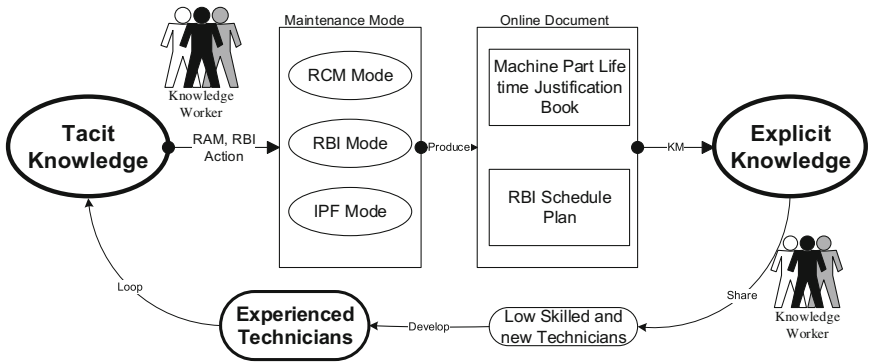 Maintenance Mode
Online Document
Knowledge
Worker
RCM Mode
RBI Mode
IPF Mode
Machine Part Life
time Justification
Book
RBI Schedule
Plan
Tacit
Knowledge
RAM, RBI
Action
Produce
KM
Explicit
Knowledge
Knowledge
Worker
Share
Low Skilled and
new Technicians
Develop
Experienced
Technicians
Loop